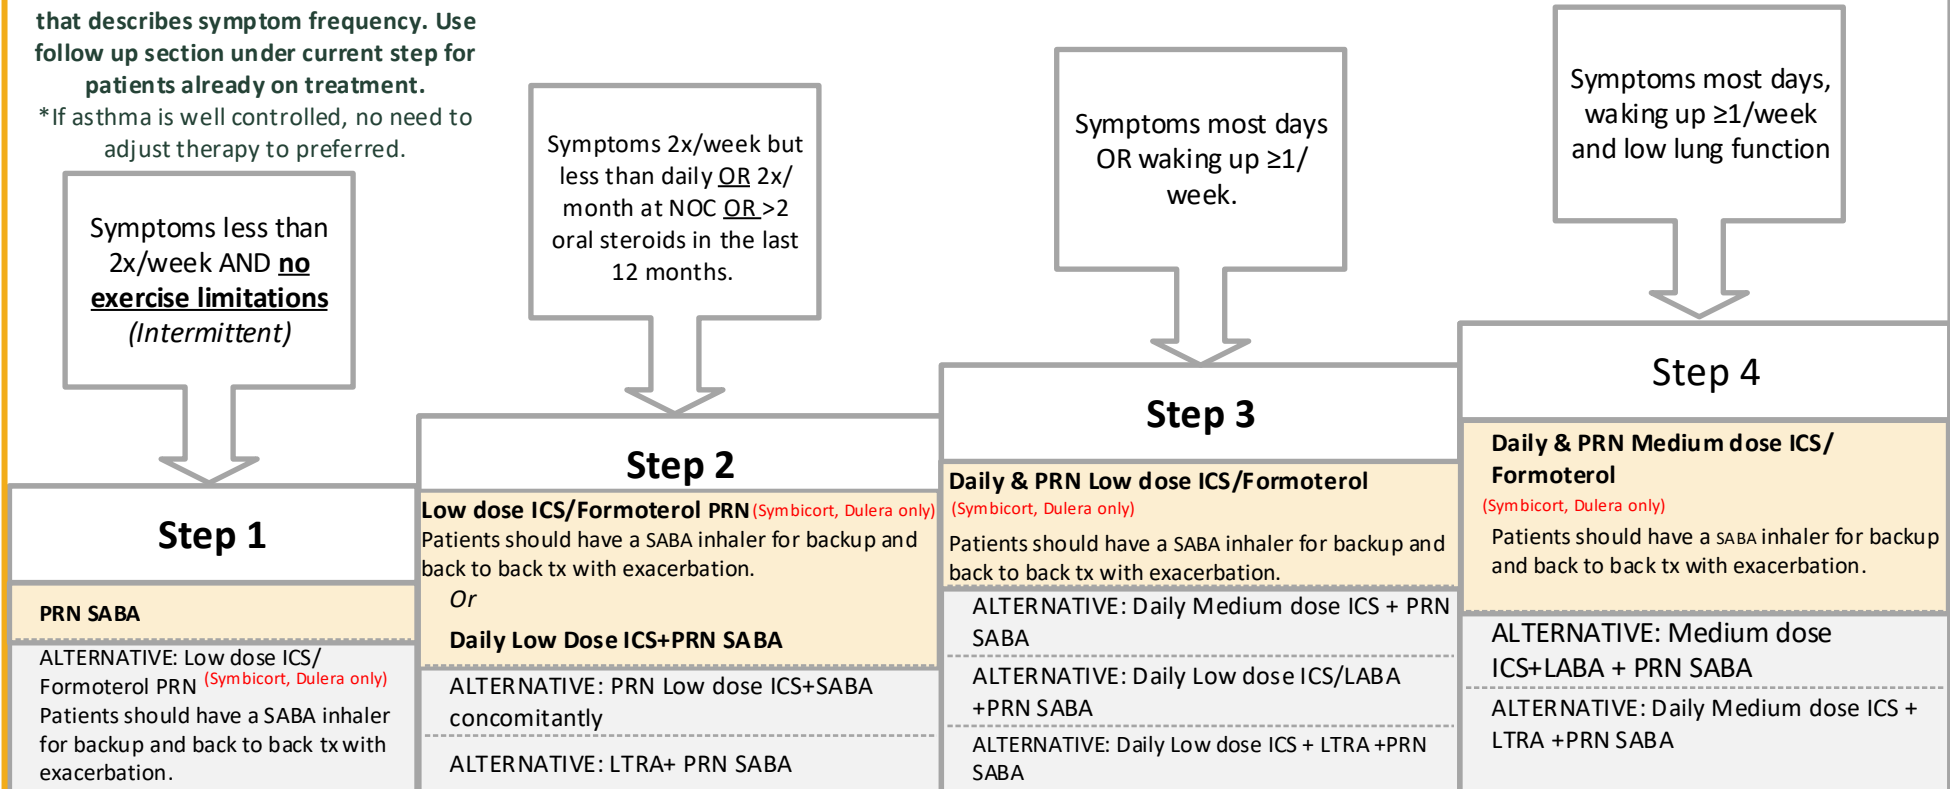 that describes symptom frequency. Use
follow up section under current step for
patients already on treatment.
*If asthma is well controlled, no need to
adjust therapy to preferred.
Symptoms less than
2x/week AND no
exercise limitations
(Intermittent)
Step 1
PRN SABA
ALTERNATIVE: Low dose ICS/
Formoterol PRN (Symbicort, Dulera only)
Patients should have a SABA inhaler
for backup and back to back tx with
exacerbation.
Symptoms 2x/week but
less than daily OR 2x/
month at NOC OR >2
oral steroids in the last
12 months.
Step 2
Low dose ICS/Formoterol PRN (Symbicort, Dulera only)
Patients should have a SABA inhaler for backup and
back to back tx with exacerbation.
Or
Daily Low Dose ICS+PRN SABA
ALTERNATIVE: PRN Low dose ICS+SABA
concomitantly
ALTERNATIVE: LTRA+ PRN SABA
Symptoms most days
OR waking up ≥1/
week.
Step 3
Daily & PRN Low dose ICS/Formoterol
(Symbicort, Dulera only)
Patients should have a SABA inhaler for backup and
back to back tx with exacerbation.
ALTERNATIVE: Daily Medium dose ICS + PRN
SABA
ALTERNATIVE: Daily Low dose ICS/LABA
+PRN SABA
ALTERNATIVE: Daily Low dose ICS + LTRA +PRN
SABA
Symptoms most days,
waking up ≥1/week
and low lung function
Step 4
Daily & PRN Medium dose ICS/
Formoterol
(Symbicort, Dulera only)
Patients should have a SABA inhaler for backup
and back to back tx with exacerbation.
ALTERNATIVE: Medium dose
ICS+LABA + PRN SABA
ALTERNATIVE: Daily Medium dose ICS +
LTRA +PRN SABA